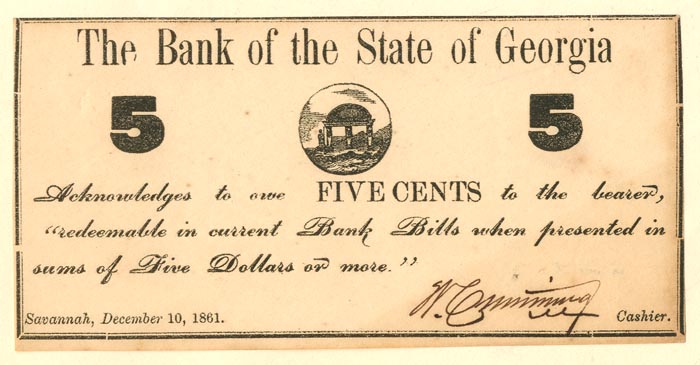 The Bank of the State of Georgia
5 5
Acknowledges to owe FIVE CENTS to the bearer,
"redeemable in current Bank Bills when presented in
sums of Five Dollars or more."
W. Cumming
Savannah, December 10, 1861. Cashier.